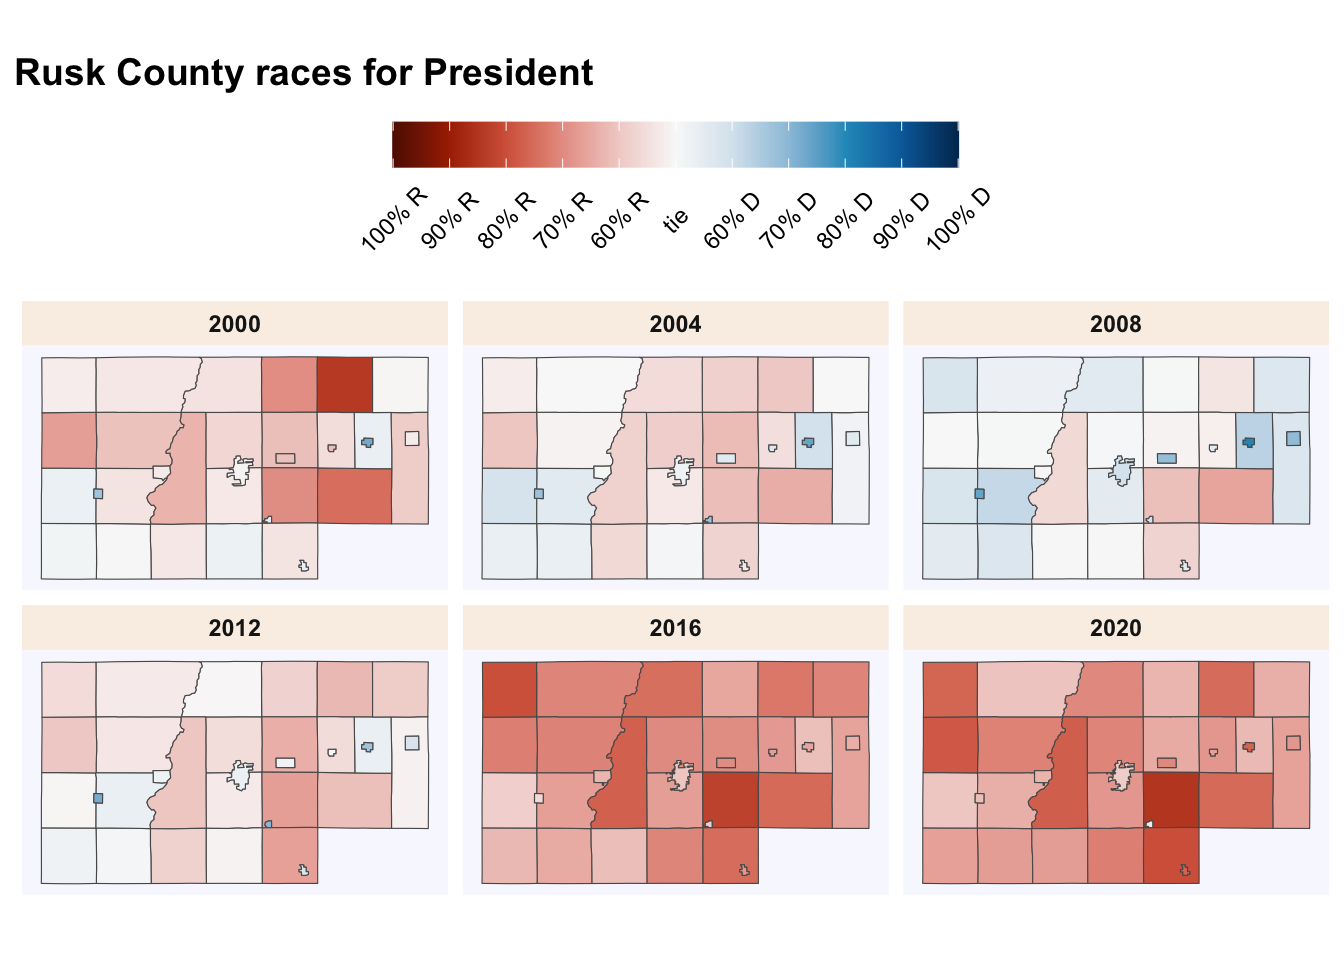 Rusk County races for President
100% R 90% R 80% R 70% R 60% R tie 60% D 70% D 80% D 90% D 100% D
2000 2004 2008
2012 2016 2020